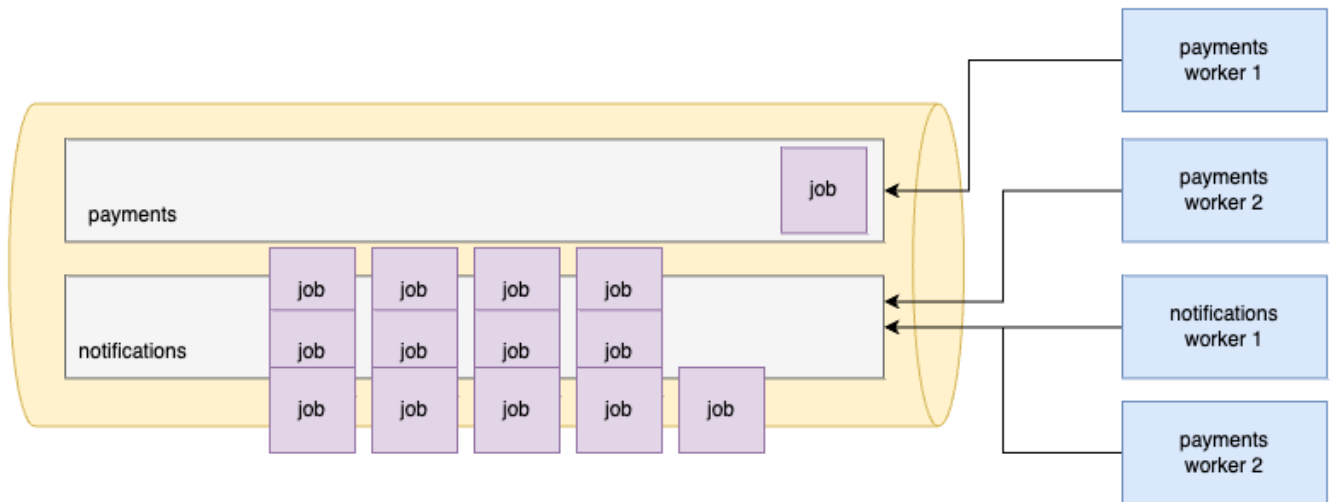 payments
worker 1
job
payments
worker 2
payments
job job job job
notifications
worker 1
job job job job
notifications
job job job job job
payments
worker 2